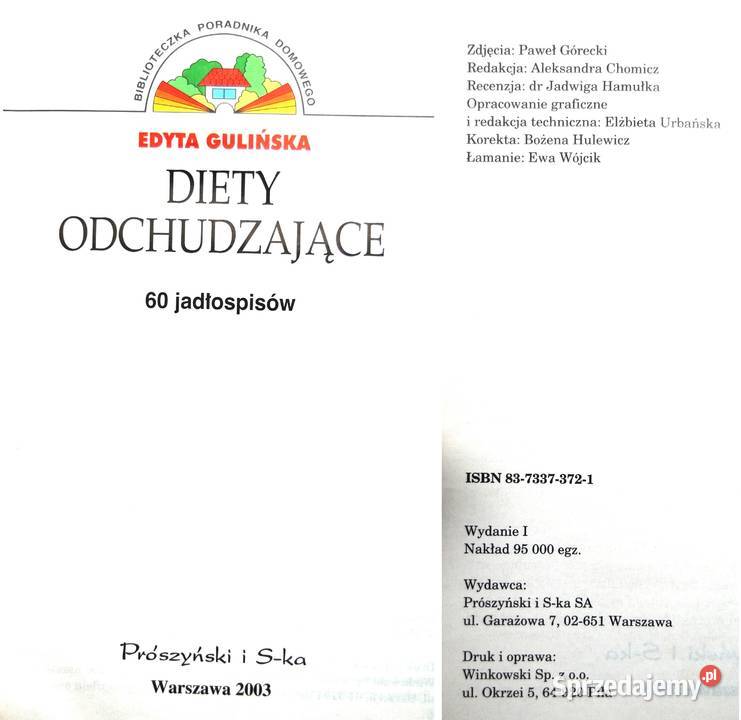 BIBLIOTECZKA PORADNIKA DOMOWEGO
EDYTA GULIŃSKA
DIETY
ODCHUDZAJĄCE
60 jadłospisów
Prószyński i S-ka
Warszawa 2003
Zdjęcia: Paweł Górecki
Redakcja: Aleksandra Chomicz
Recenzja: dr Jadwiga Hamułka
Opracowanie graficzne
i redakcja techniczna: Elżbieta Urbańska
Korekta: Bożena Hulewicz
Łamanie: Ewa Wójcik
ISBN 83-7337-372-1
Wydanie I
Nakład 95 000 egz.
Wydawca:
Prószyński i S-ka SA
ul. Garażowa 7, 02-651 Warszawa
Druk i oprawa:
Winkowski Sp. z o.o.
ul. Okrzei 5, 64-920 Piła
Sprzedajemy.pl